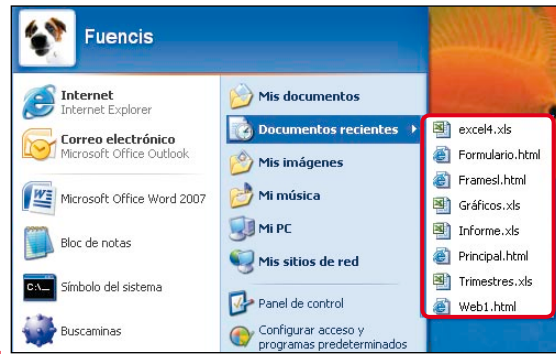 Fuencis
Internet
Internet Explorer
Correo electrónico
Microsoft Office Outlook
Microsoft Office Word 2007
Bloc de notas
C:\_
Símbolo del sistema
Buscaminas
Mis documentos
Documentos recientes
Mis imágenes
Mi música
Mi PC
Mis sitios de red
Panel de control
Configurar acceso y
programas predeterminados
excel4.xls
Formulario.html
Framesl.html
Gráficos.xls
Informe.xls
Principal.html
Trimestres.xls
Web1.html